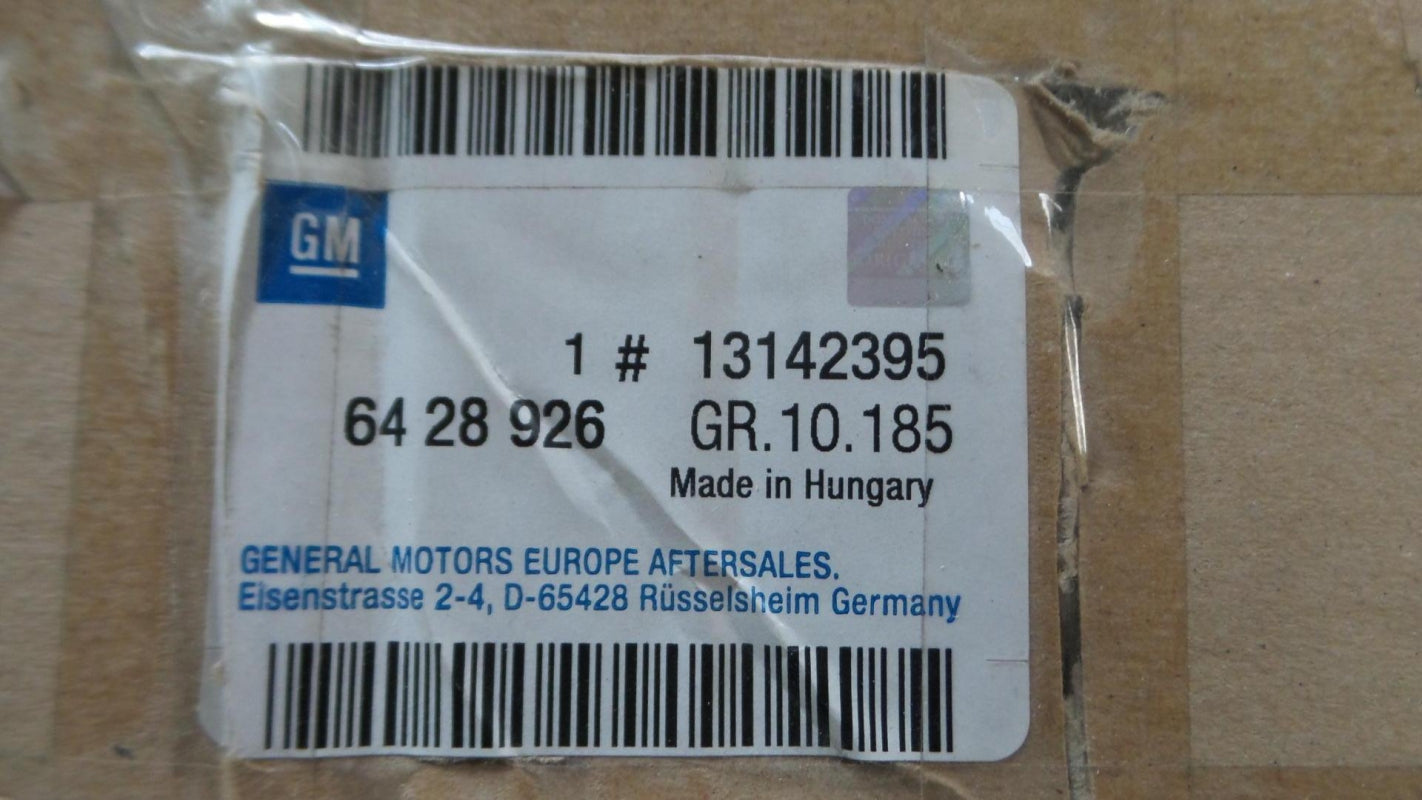 GM
1 # 13142395
64 28 926 GR.10.185
Made in Hungary
GENERAL MOTORS EUROPE AFTERSALES.
Eisenstrasse 2-4, D-65428 Rüsselsheim Germany